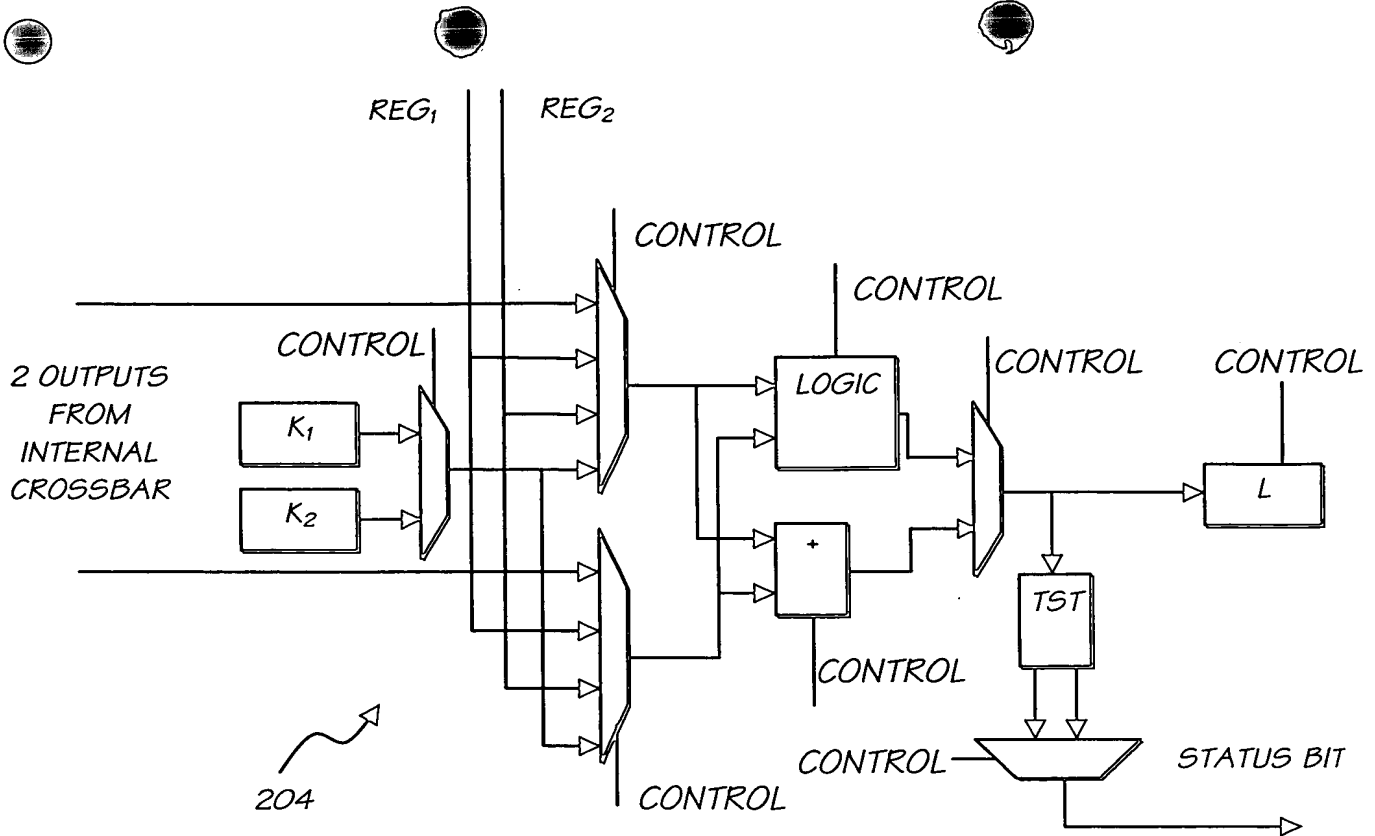 REG₁
REG₂
CONTROL
CONTROL
CONTROL
CONTROL
CONTROL
2 OUTPUTS
FROM
INTERNAL
CROSSBAR
K₁
K₂
LOGIC
L
+
TST
CONTROL
CONTROL
CONTROL
STATUS BIT
204